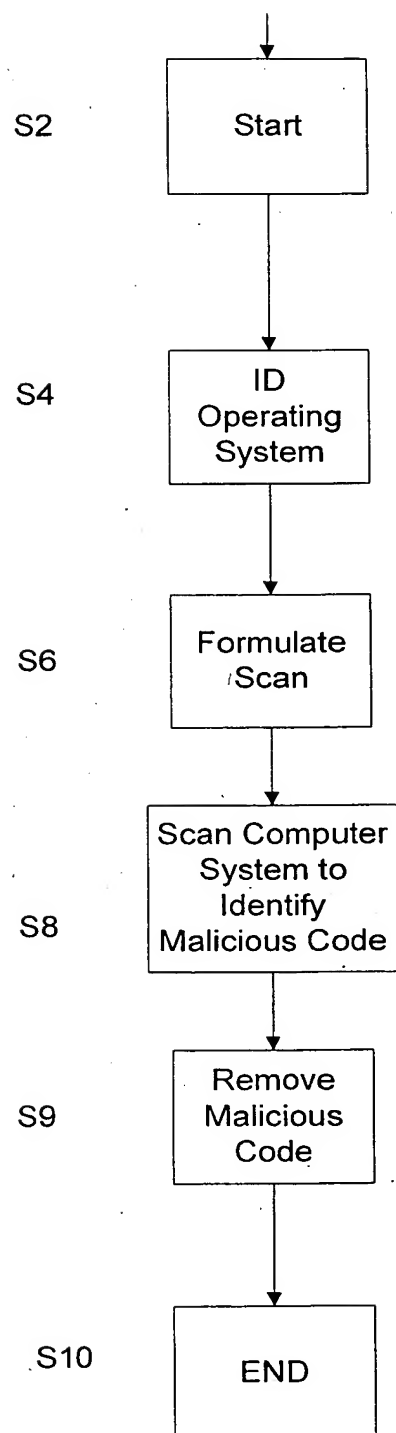 S2
Start
S4
ID
Operating
System
S6
Formulate
Scan
Scan Computer
System to
Identify
S8
Malicious Code
S9
Remove
Malicious
Code
S10
END